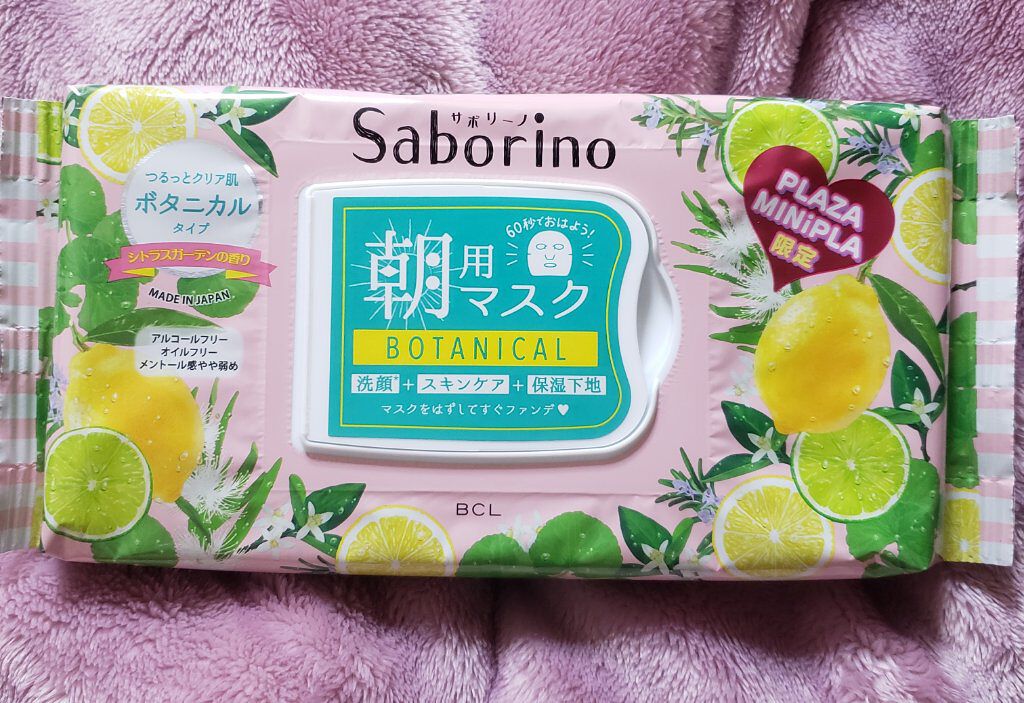 サボリーノ
Saborino
つるっとクリア肌
ボタニカル
タイプ
シトラスガーデンの香り
MADE IN JAPAN
アルコールフリー
オイルフリー
メントール感やや弱め
60秒でおはよう!
朝用
マスク
BOTANICAL
洗顔*+スキンケア+保湿下地
マスクをはずしてすぐファンデ♥
PLAZA
MINiPLA
限定
BCL